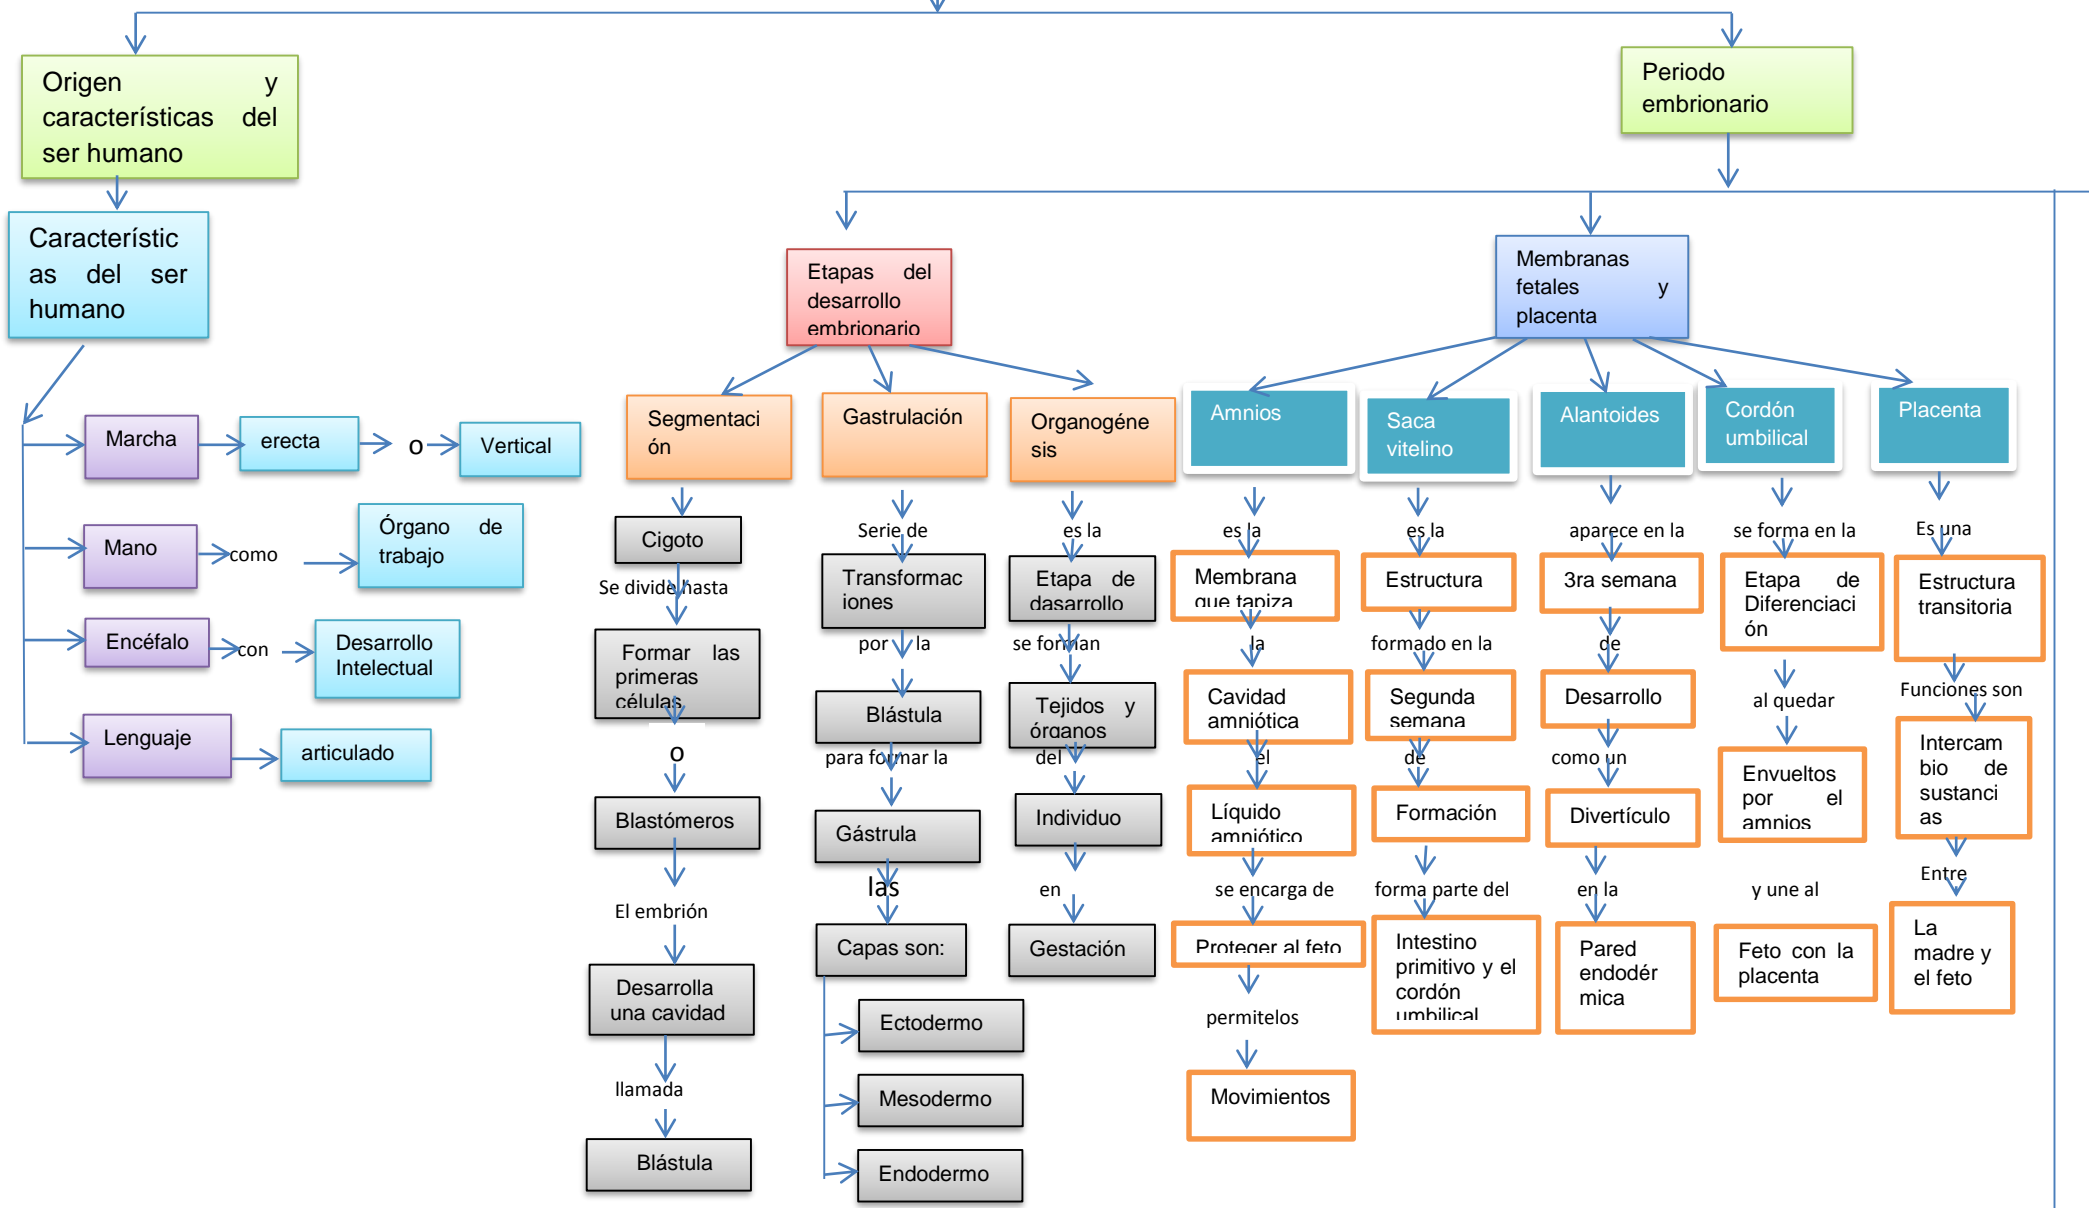 Origen y
características del
ser humano
Periodo
embrionario
Característic
as del ser
humano
Marcha
erecta
o
Vertical
Mano
como
Órgano de
trabajo
Encéfalo
con
Desarrollo
Intelectual
Lenguaje
articulado
Etapas del
desarrollo
embrionario
Segmentaci
ón
Cigoto
Se divide hasta
Formar las
primeras
células
o
Blastómeros
El embrión
Desarrolla
una cavidad
llamada
Blástula
Gastrulación
Serie de
Transformac
iones
por la
Blástula
para formar la
Gástrula
las
Capas son:
Ectodermo
Mesodermo
Endodermo
Organogéne
sis
es la
Etapa de
dasarrollo
se forman
Tejidos y
órganos
del
Individuo
en
Gestación
Membranas
fetales y
placenta
Amnios
es la
Membrana
que tapiza
la
Cavidad
amniótica
el
Líquido
amniótico
se encarga de
Proteger al feto
permitelos
Movimientos
Saca
vitelino
es la
Estructura
formado en la
Segunda
semana
de
Formación
forma parte del
Intestino
primitivo y el
cordón
umbilical
Alantoides
aparece en la
3ra semana
de
Desarrollo
como un
Divertículo
en la
Pared
endodér
mica
Cordón
umbilical
se forma en la
Etapa de
Diferenciaci
ón
al quedar
Envueltos
por el
amnios
y une al
Feto con la
placenta
Placenta
Es una
Estructura
transitoria
Funciones son
Intercam
bio de
sustanci
as
Entre
La
madre y
el feto